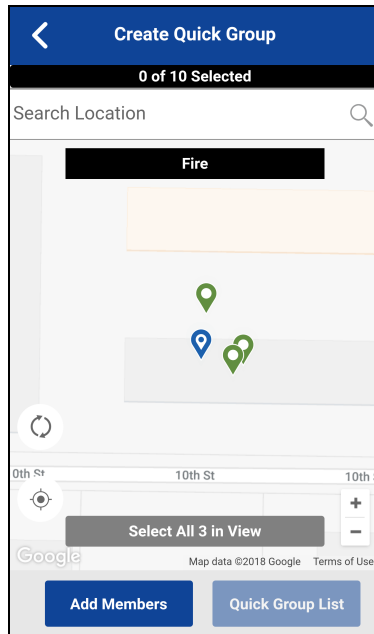 Create Quick Group
0 of 10 Selected
Search Location
Fire
0th St
10th St
10th
Select All 3 in View
+
−
Google
Map data ©2018 Google
Terms of Use
Add Members
Quick Group List